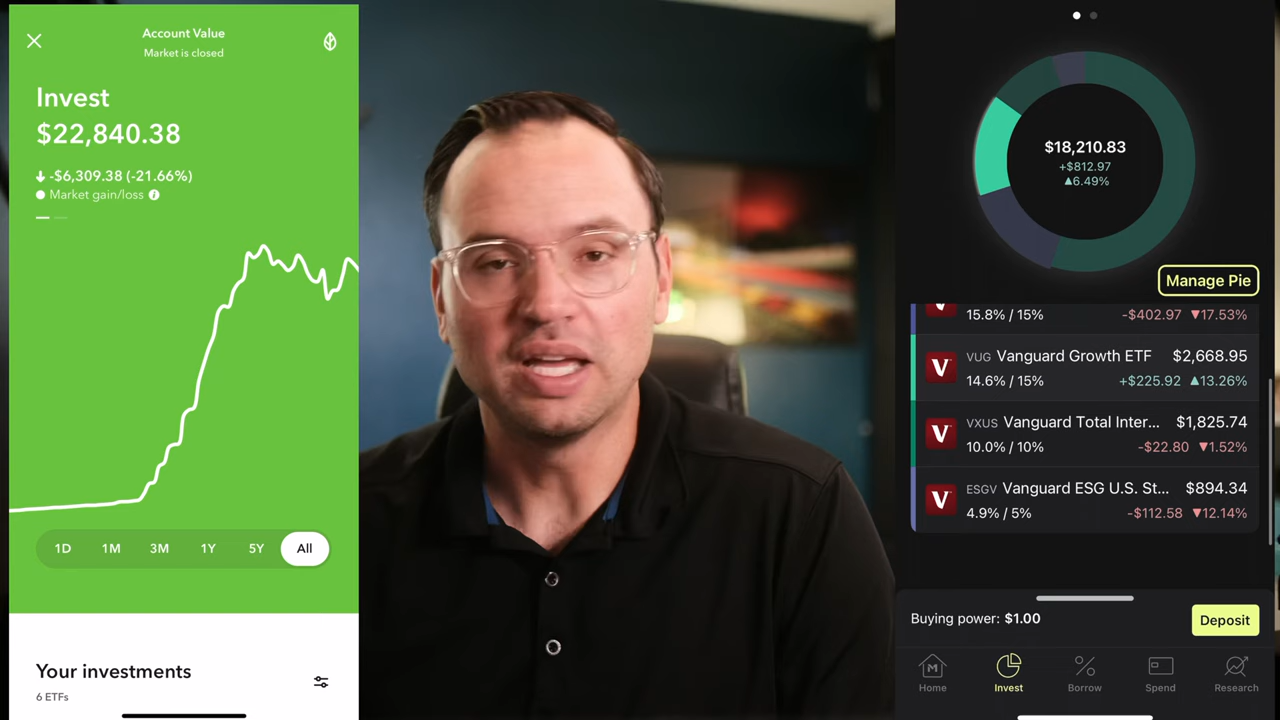 Account Value
Market is closed
Invest
$22,840.38
-$6,309.38 (-21.66%)
Market gain/loss
1D 1M 3M 1Y 5Y All
Your investments
6 ETFs
$18,210.83
+$812.97
▲6.49%
Manage Pie
15.8% / 15% -$402.97 ▼17.53%
VUG Vanguard Growth ETF $2,668.95
14.6% / 15% +$225.92 ▲13.26%
VXUS Vanguard Total Inter... $1,825.74
10.0% / 10% -$22.80 ▼1.52%
ESGV Vanguard ESG U.S. St... $894.34
4.9% / 5% -$112.58 ▼12.14%
Buying power: $1.00
Deposit
Home Invest Borrow Spend Research